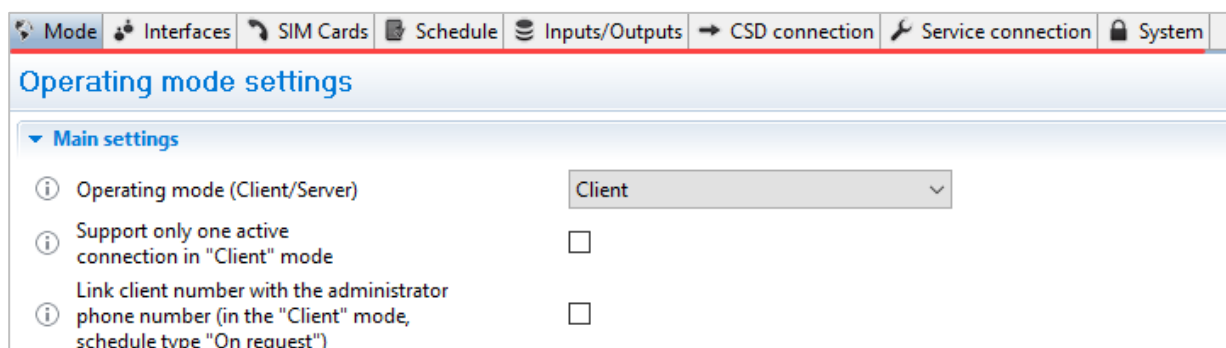 Mode Interfaces SIM Cards Schedule Inputs/Outputs CSD connection Service connection System
Operating mode settings
Main settings
Operating mode (Client/Server) Client
Support only one active
connection in "Client" mode
Link client number with the administrator
phone number (in the "Client" mode,
schedule type "On request")